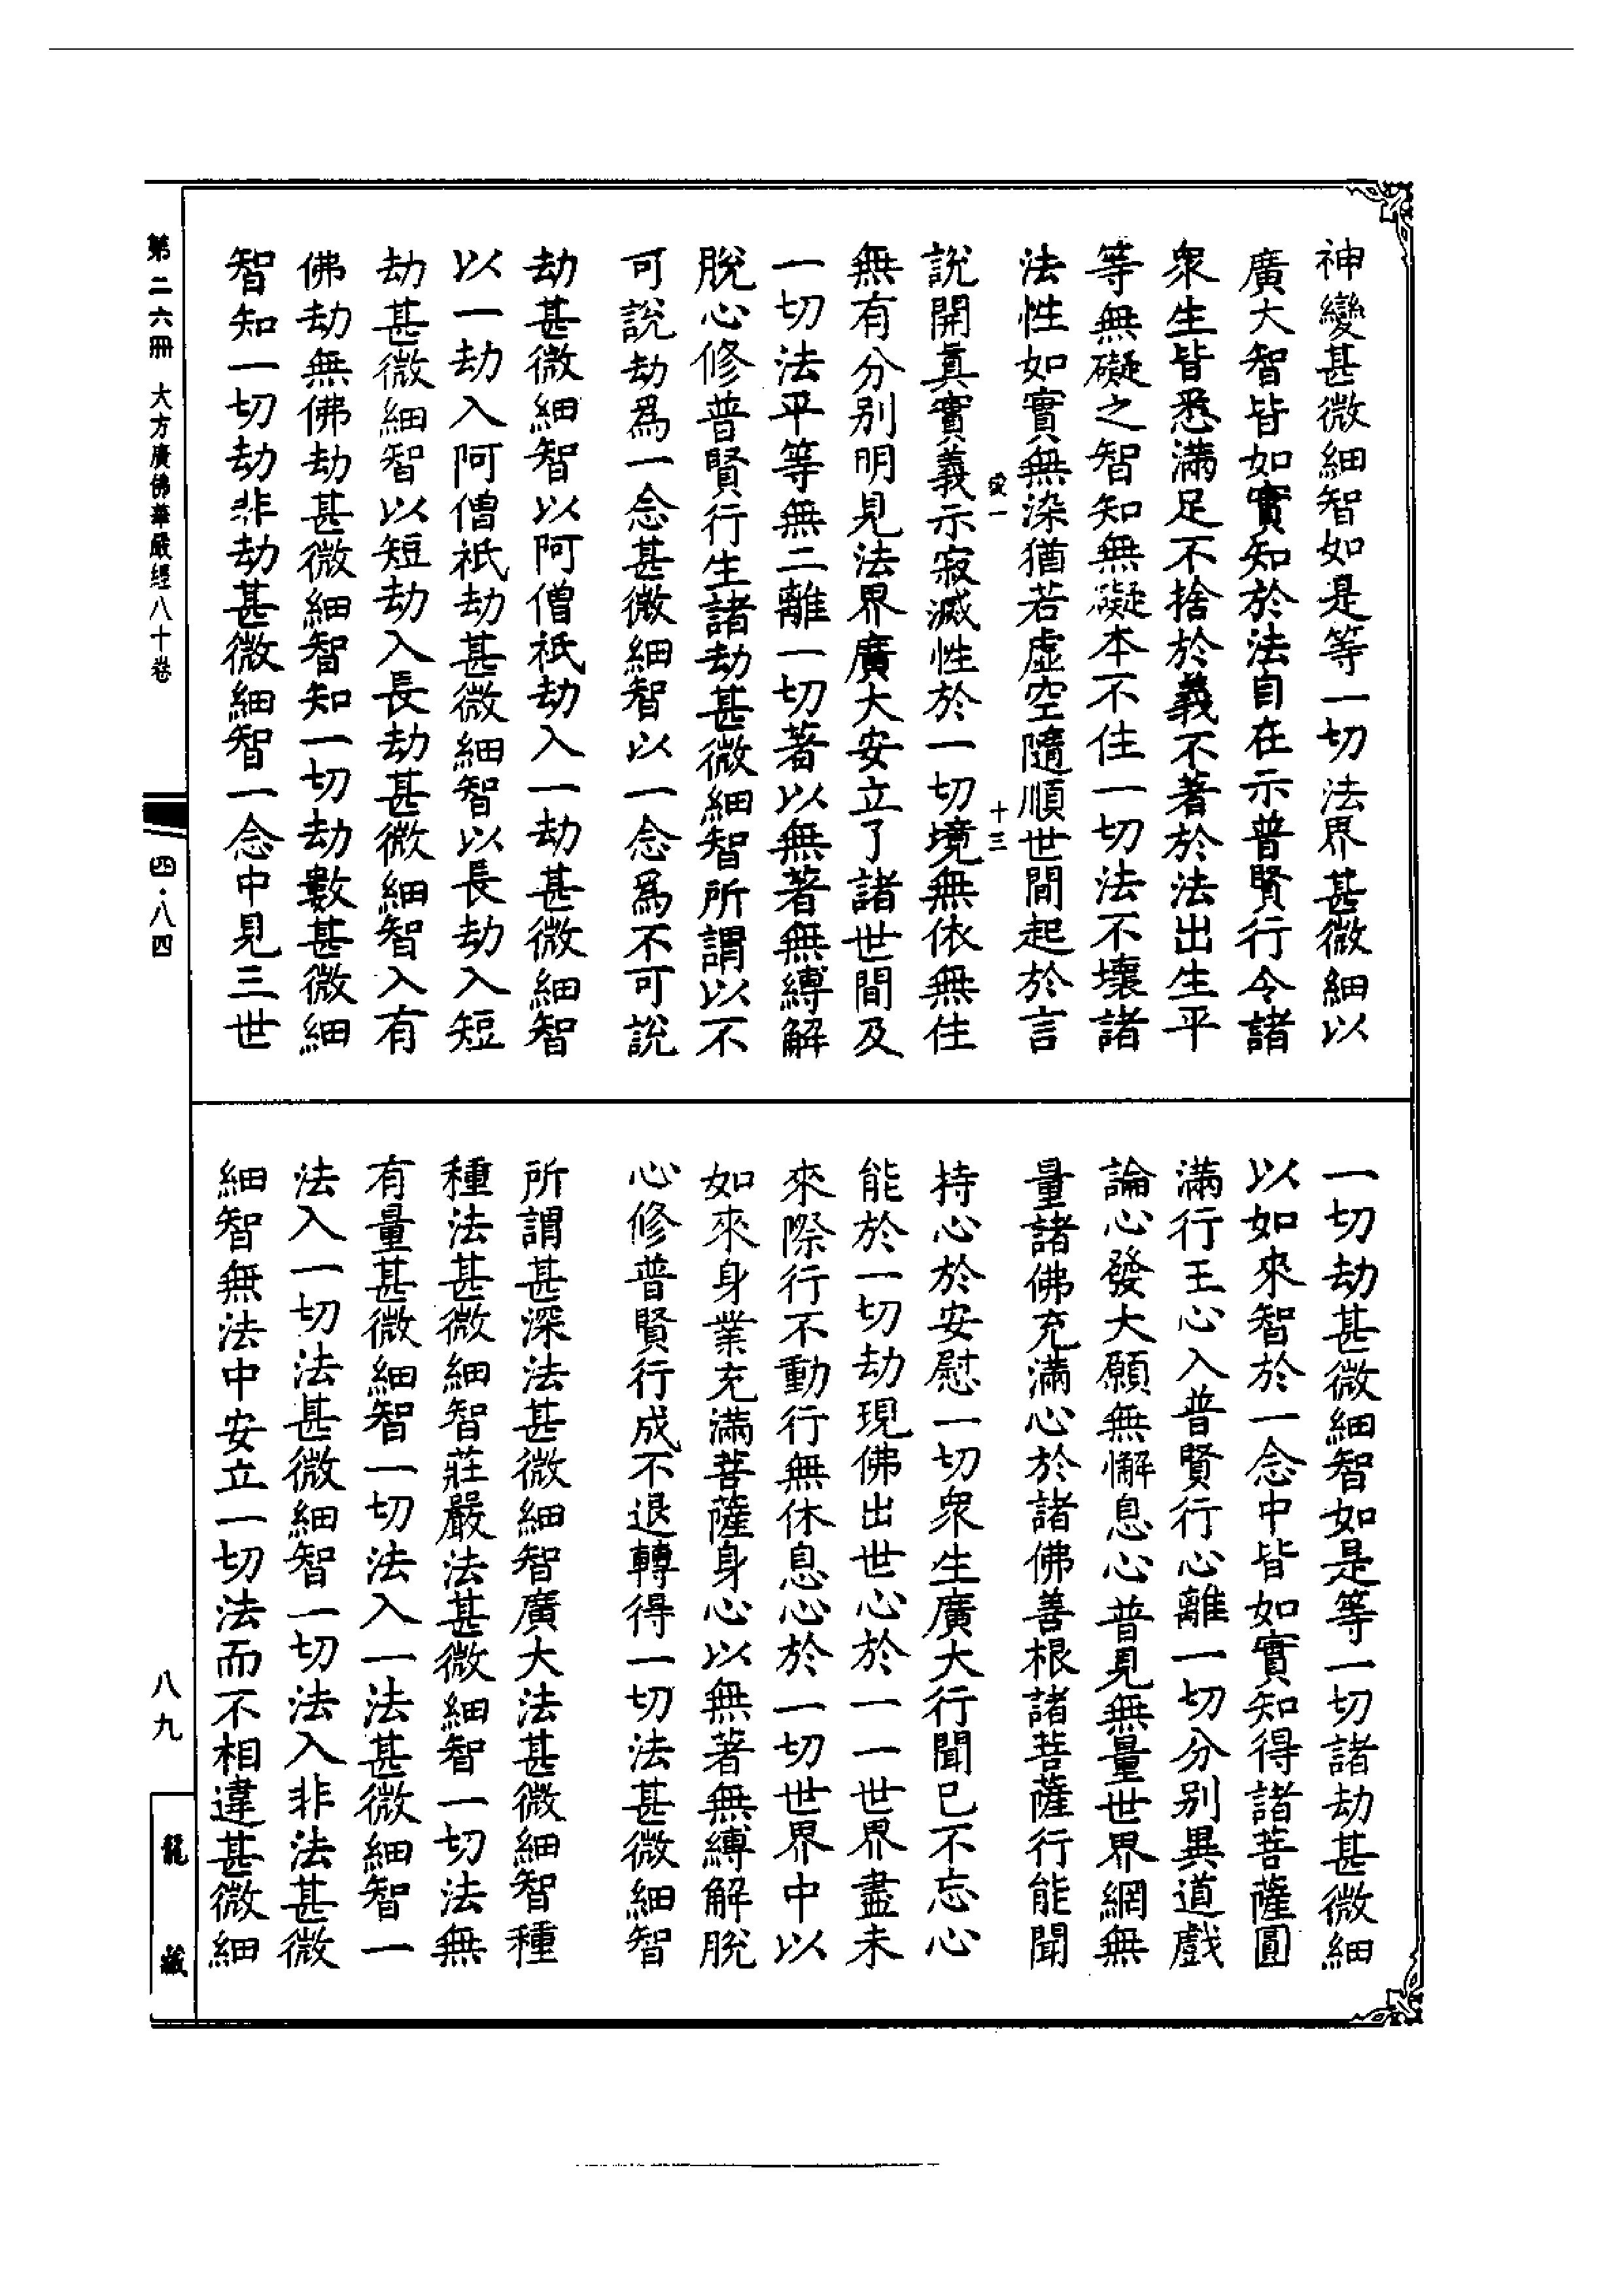 神變甚微細智如是等一切法界甚微細以
廣大智皆如實知於法自在示普賢行令諸
衆生皆悉滿足不捨於義不著於法出生平
等無礙之智知無礙本不住一切法不壞諸
法性如實無染猶若虛空隨順世間起於言
十三
說開真實義示寂滅性於一切境無依無住
無有分別明見法界廣大安立了諸世間及
一切法平等無二離一切著以無著無縛解
脫心修普賢行生諸劫甚微細智所謂以不
可說劫爲一念甚微細智以一念爲不可說
劫甚微細智以阿僧祇劫入一劫甚微細智
以一劫入阿僧祇劫甚微細智以長劫入短
劫甚微細智以短劫入長劫甚微細智入有
佛劫無佛劫甚微細智知一切劫數甚微細
智知一切劫非劫甚微細智一念中見三世
一切劫甚微細智如是等一切諸劫甚微細
以如來智於一念中皆如實知得諸菩薩圓
滿行王心入普賢行心離一切分別異道戲
論心發大願無懈息心普見無量世界網無
量諸佛充滿心於諸佛善根諸菩薩行能聞
持心於安慰一切衆生廣大行聞已不忘心
能於一切劫現佛出世心於一一世界盡未
來際行不動行無休息心於一切世界中以
如來身業充滿菩薩身心以無著無縛解脫
心修普賢行成不退轉得一切法甚微細智
所謂甚深法甚微細智廣大法甚微細智種
種法甚微細智莊嚴法甚微細智一切法無
有量甚微細智一切法入一法甚微細智一
法入一切法甚微細智一切法入非法甚微
細智無法中安立一切法而不相違甚微細
第二六冊 大方廣佛華嚴經八十卷
四·八四
八九
龍藏